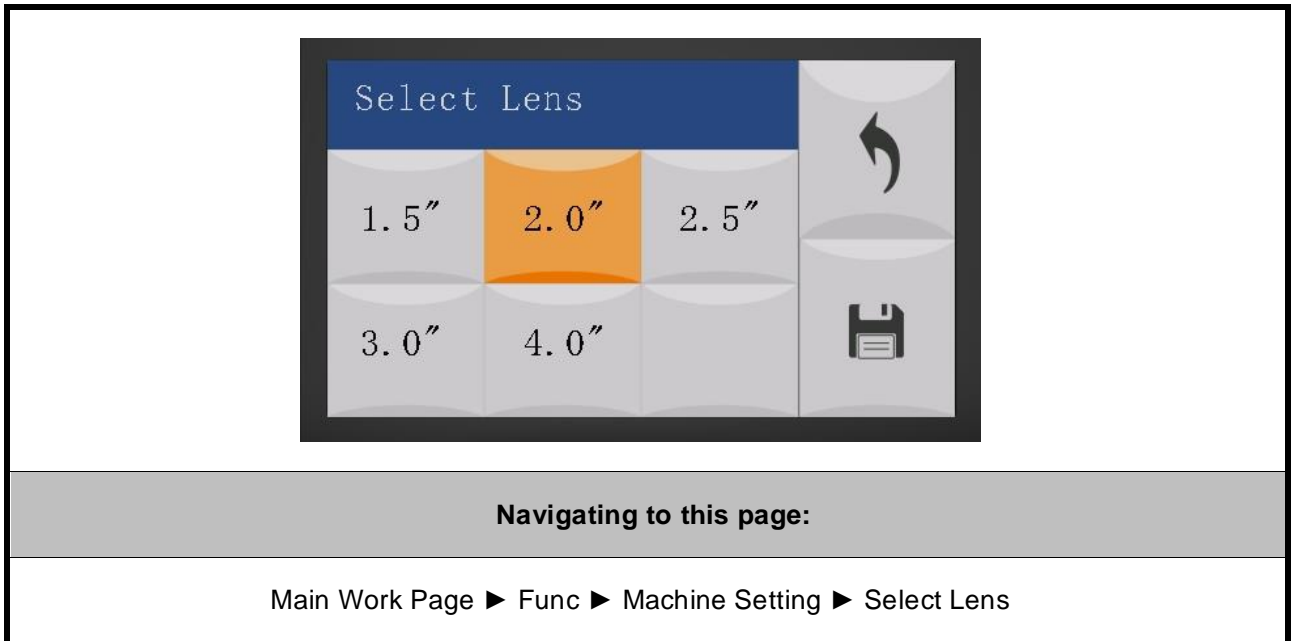 Select Lens
1.5″ 2.0″ 2.5″
3.0″ 4.0″
Navigating to this page:
Main Work Page ► Func ► Machine Setting ► Select Lens